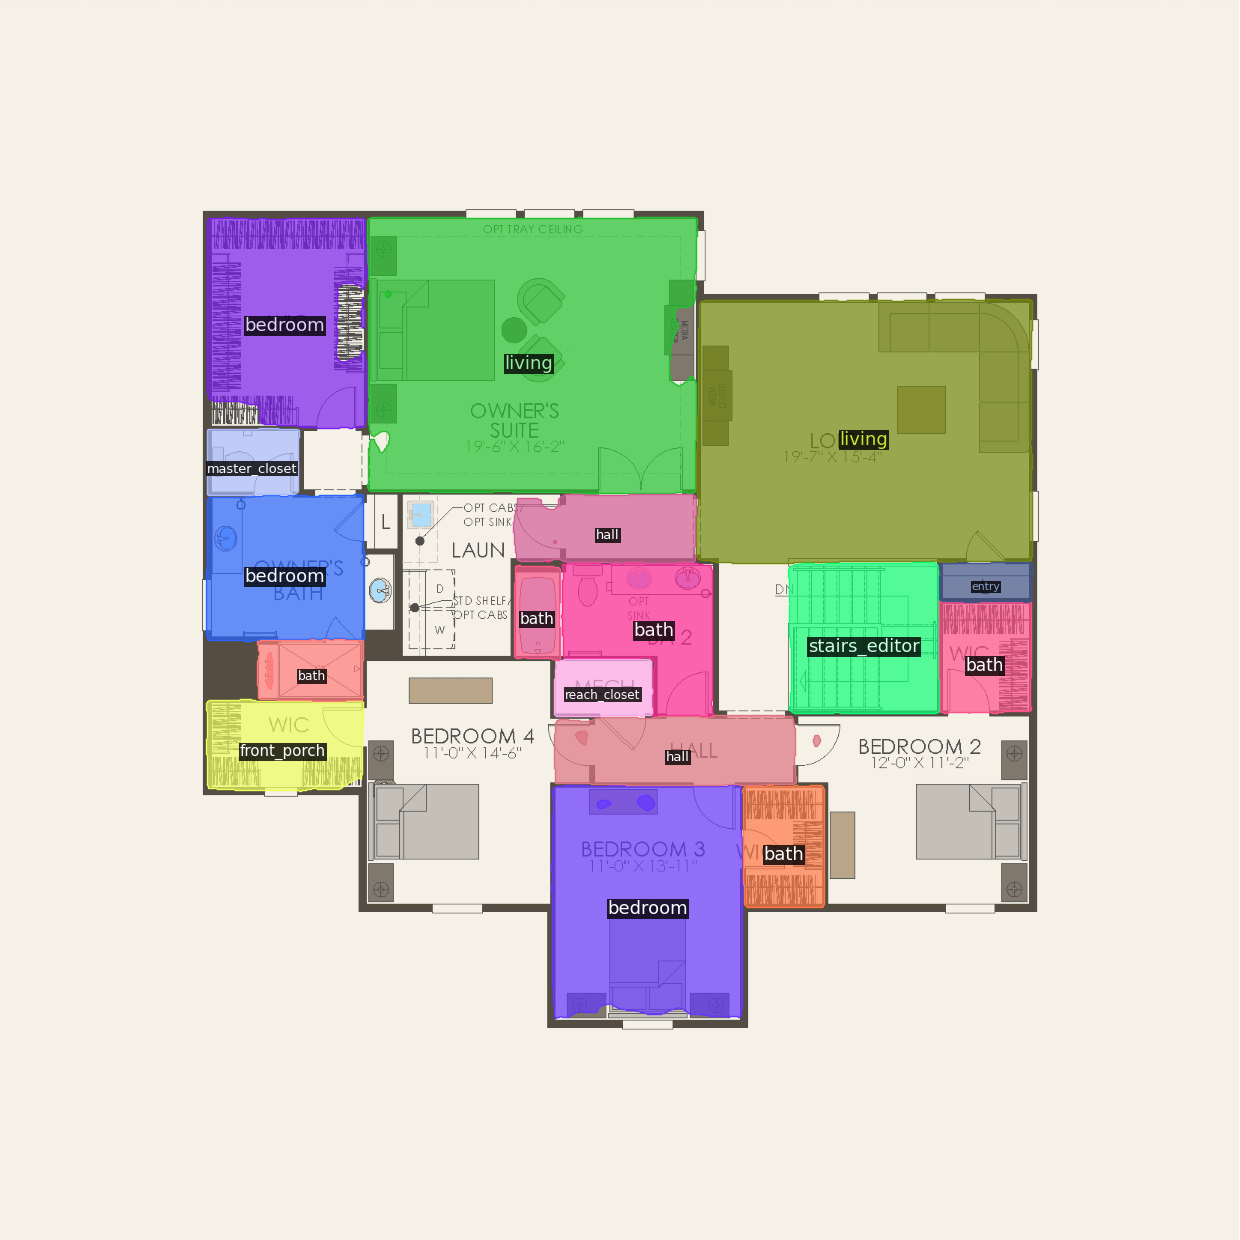 OPT TRAY CEILING
bedroom
MEDIA
living
OWNER'S
SUITE
19'-6" X 16'-2"
LO
living
19'-7" X 15'-4"
master_closet
OPT CABS/
OPT SINK
L
LAUN
hall
OWNER'S
bedroom
BATH
D
STD SHELF/
OPT CABS
W
bath
OPT
SINK
bath
BA 2
DN
entry
stairs_editor
WIC
bath
bath
MECH
reach_closet
WIC
front_porch
BEDROOM 4
11'-0" X 14'-6"
HALL
hall
BEDROOM 2
12'-0" X 11'-2"
BEDROOM 3
11'-0" X 13'-11"
WI
bath
bedroom